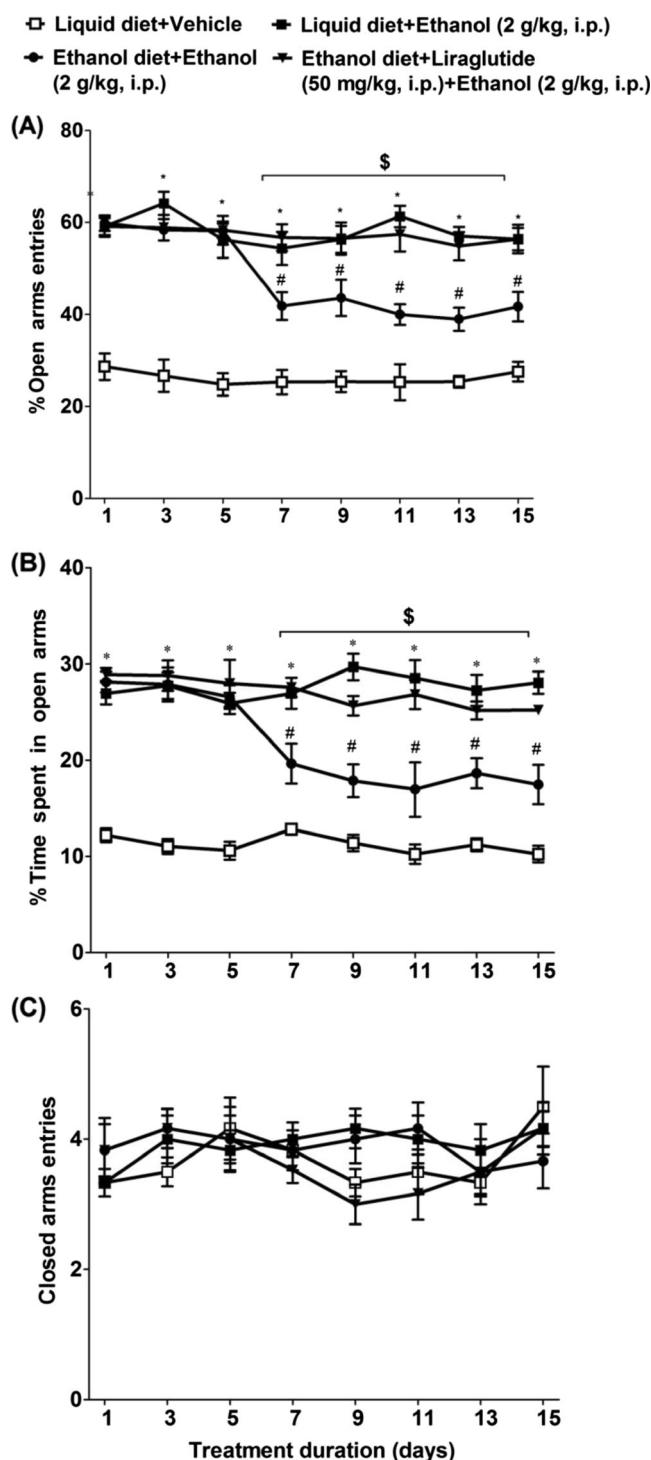 Liquid diet+Vehicle
Liquid diet+Ethanol (2 g/kg, i.p.)
Ethanol diet+Ethanol
(2 g/kg, i.p.)
Ethanol diet+Liraglutide
(50 mg/kg, i.p.)+Ethanol (2 g/kg, i.p.)
(A)
80
60
40
20
0
% Open arms entries
$
* * * * * * * *
# # # # #
1 3 5 7 9 11 13 15
(B)
40
30
20
10
0
%Time spent in open arms
$
* * * * * * * *
# # # # #
1 3 5 7 9 11 13 15
(C)
6
4
2
0
Closed arms entries
1 3 5 7 9 11 13 15
Treatment duration (days)